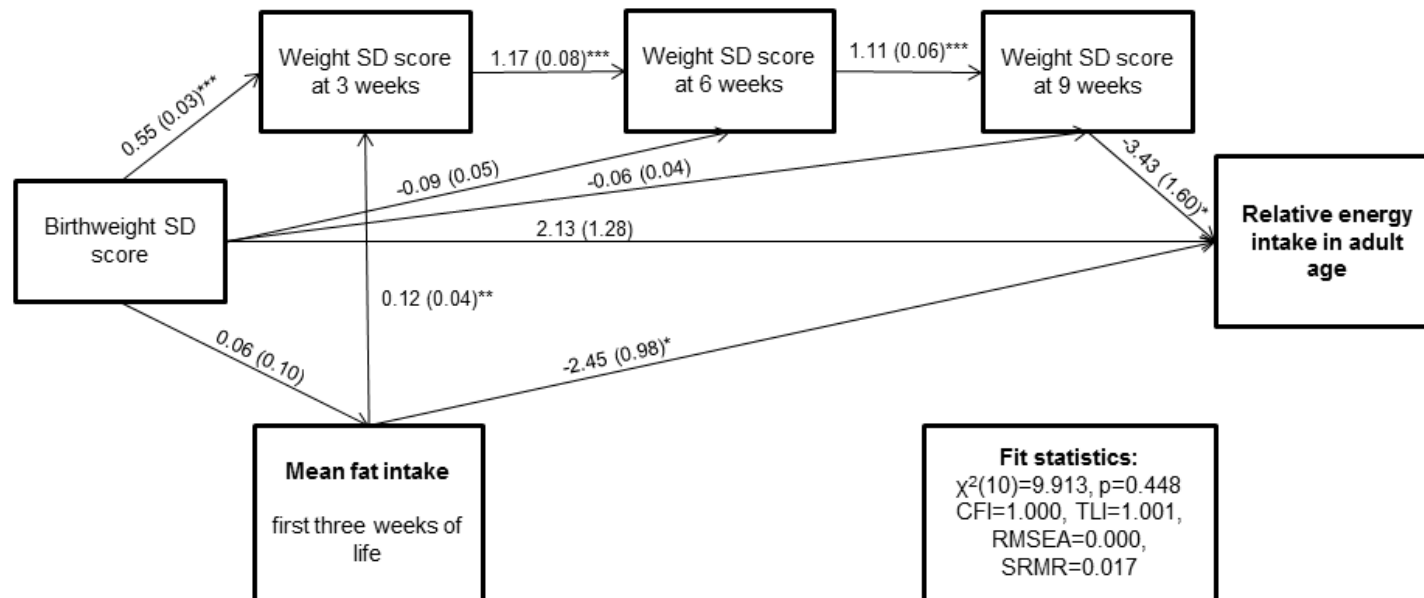 Weight SD score
at 3 weeks
1.17 (0.08)***
Weight SD score
at 6 weeks
1.11 (0.06)***
Weight SD score
at 9 weeks
0.55 (0.03)***
-0.09 (0.05)
-0.06 (0.04)
-3.43 (1.60)*
Birthweight SD
score
2.13 (1.28)
Relative energy
intake in adult
age
0.12 (0.04)**
0.06 (0.10)
-2.45 (0.98)*
Mean fat intake
first three weeks of
life
Fit statistics:
χ²(10)=9.913, p=0.448
CFI=1.000, TLI=1.001,
RMSEA=0.000,
SRMR=0.017